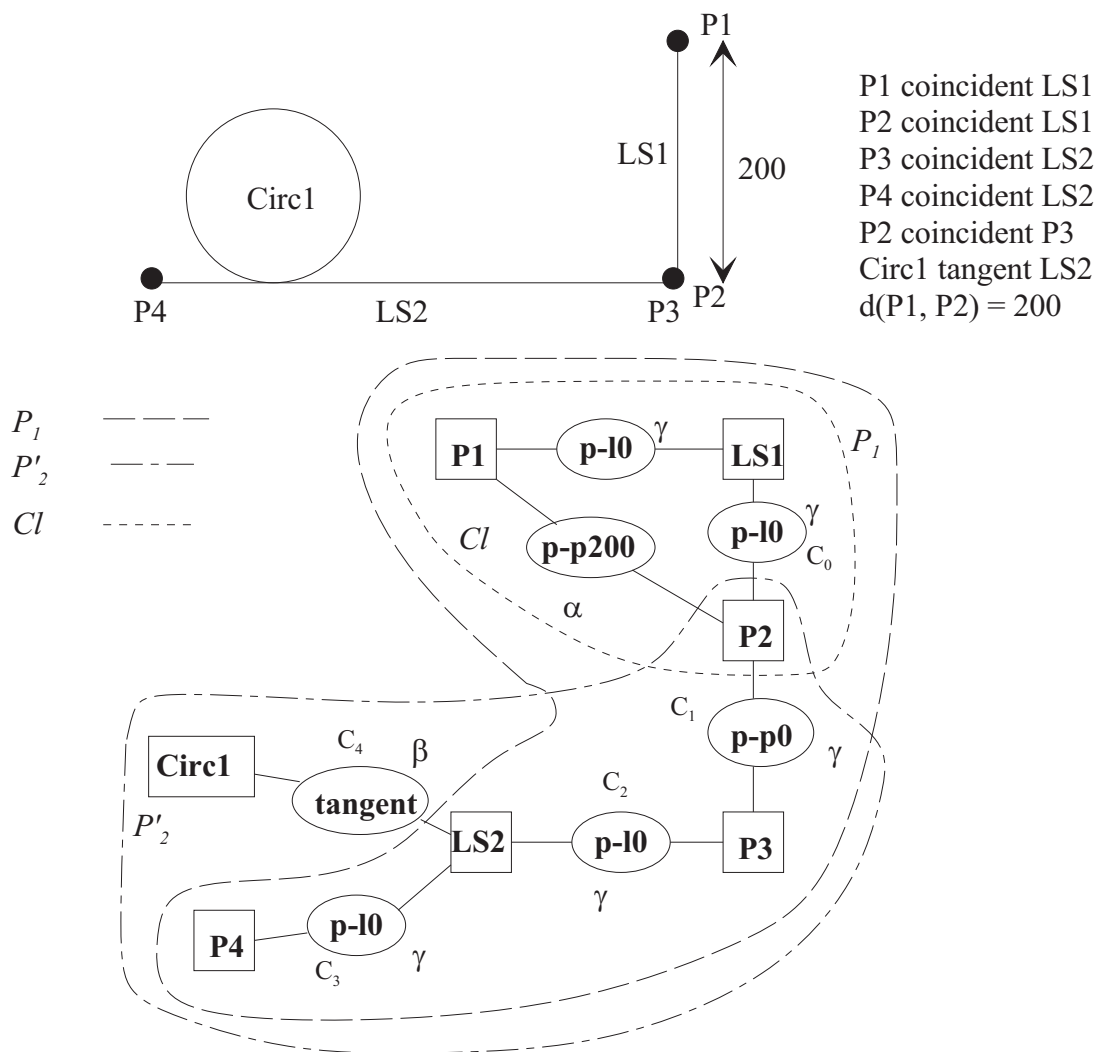 P1
LS1
200
Circ1
P4
LS2
P3
P2
P1 coincident LS1
P2 coincident LS1
P3 coincident LS2
P4 coincident LS2
P2 coincident P3
Circ1 tangent LS2
d(P1, P2) = 200
P₁
P'₂
Cl
P1
p-l0
γ
LS1
P₁
Cl
p-p200
α
p-l0
γ
C₀
P2
C₁
p-p0
γ
Circ1
C₄
β
tangent
P'₂
LS2
C₂
p-l0
γ
P3
P4
p-l0
C₃
γ